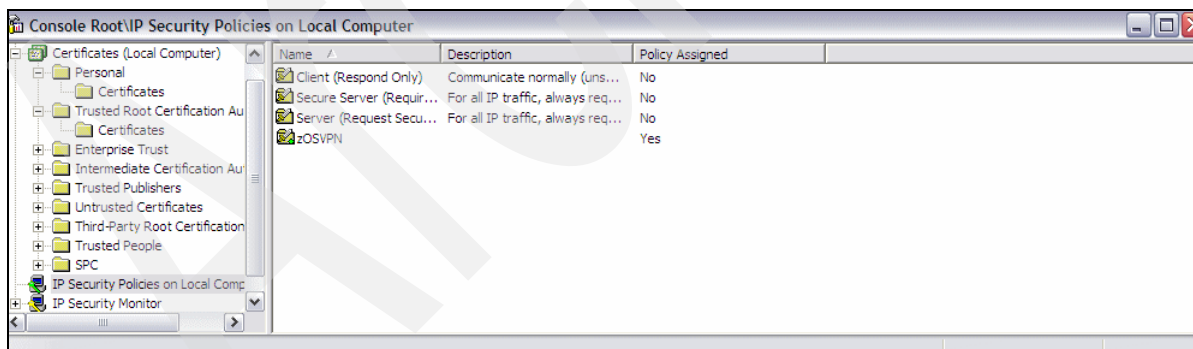 Console Root\IP Security Policies on Local Computer
Certificates (Local Computer)
Personal
Certificates
Trusted Root Certification Au
Certificates
Enterprise Trust
Intermediate Certification Au
Trusted Publishers
Untrusted Certificates
Third-Party Root Certification
Trusted People
SPC
IP Security Policies on Local Comp
IP Security Monitor
Name Description Policy Assigned
Client (Respond Only) Communicate normally (uns... No
Secure Server (Requir... For all IP traffic, always req... No
Server (Request Secu... For all IP traffic, always req... No
zOSVPN Yes